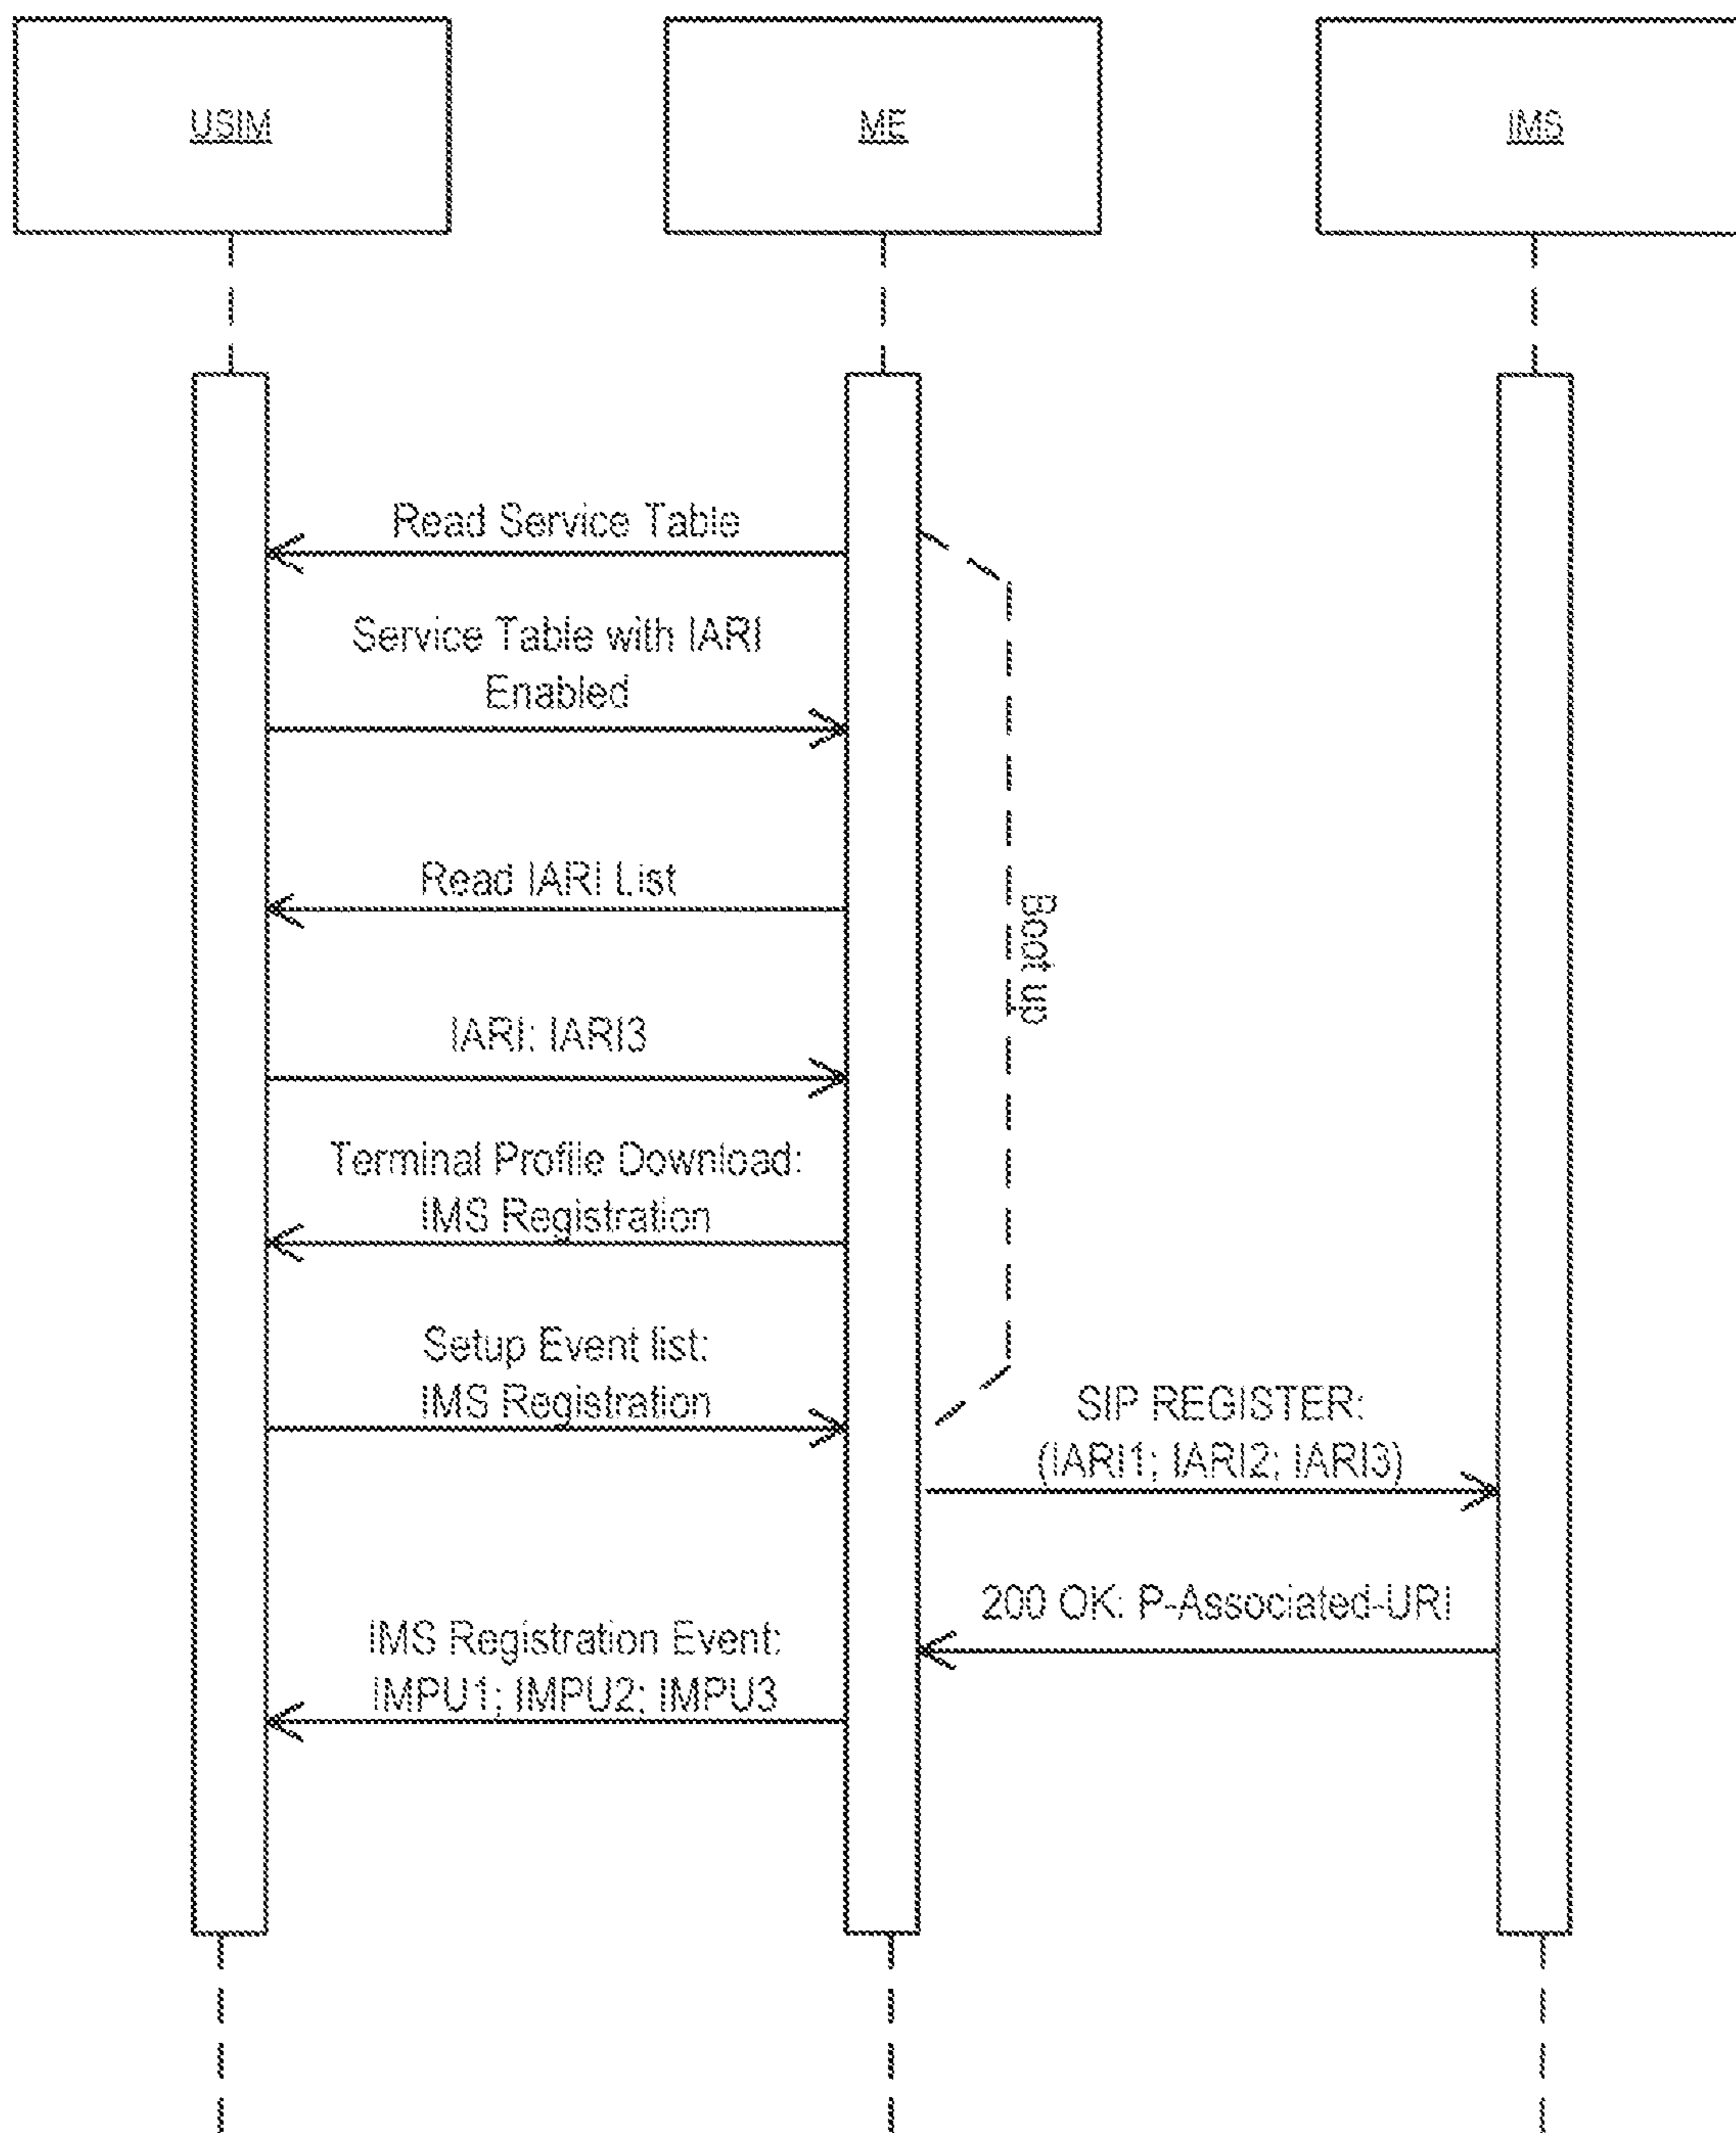 USIM
ME
IMS
Read Service Table
Service Table with IARI
Enabled
Read IARI List
Boot up
IARI: IARI3
Terminal Profile Download:
IMS Registration
Setup Event list:
IMS Registration
SIP REGISTER:
(IARI1; IARI2; IARI3)
200 OK: P-Associated-URI
IMS Registration Event:
IMPU1; IMPU2; IMPU3